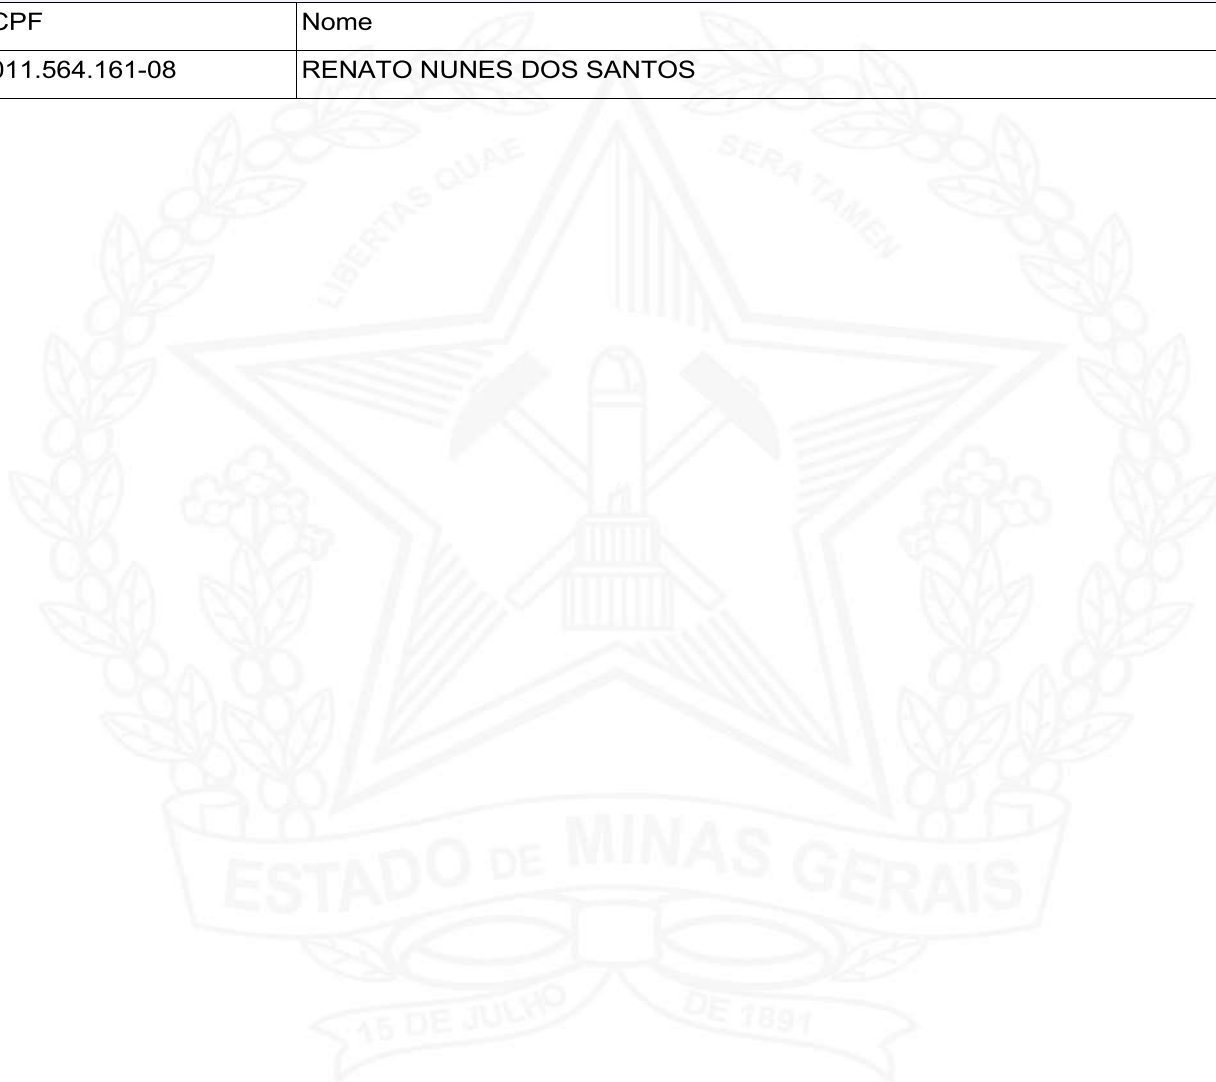 CPF Nome
011.564.161-08 RENATO NUNES DOS SANTOS
LIBERTAS QUAE SERA TAMEN
ESTADO DE MINAS GERAIS
15 DE JULHO DE 1891